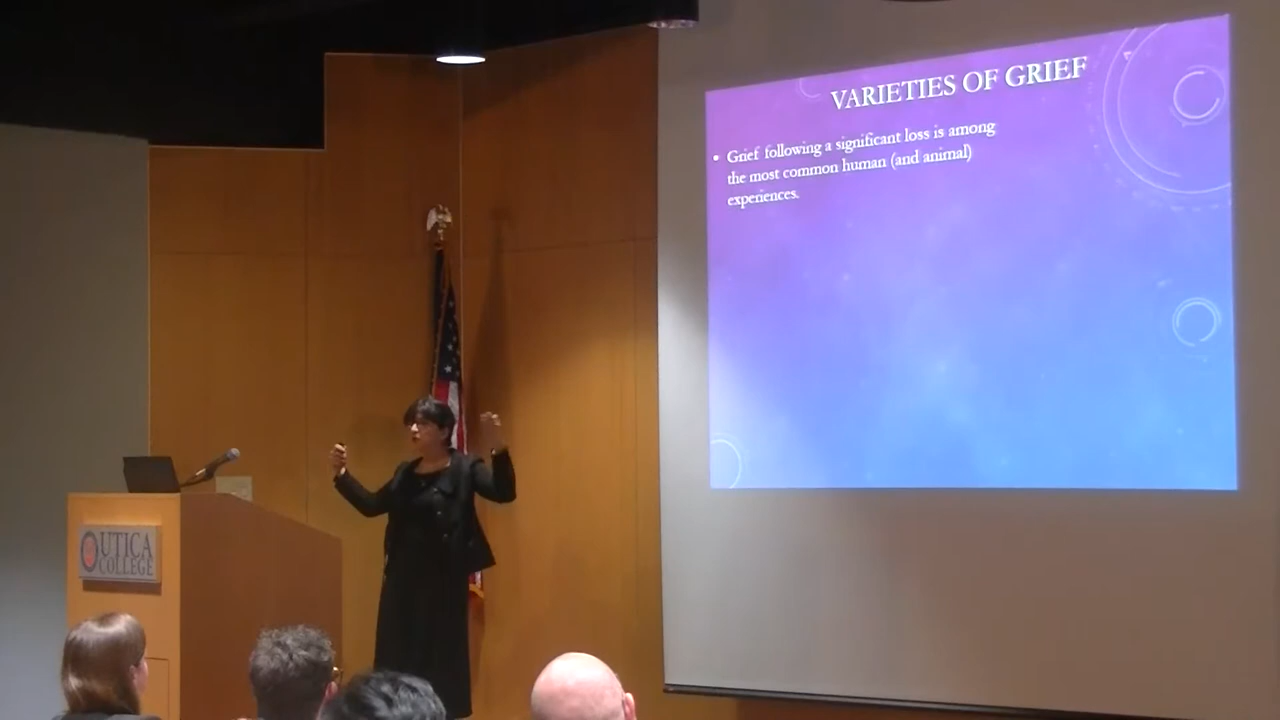 VARIETIES OF GRIEF
• Grief following a significant loss is among
the most common human (and animal)
experiences.
UTICA
COLLEGE